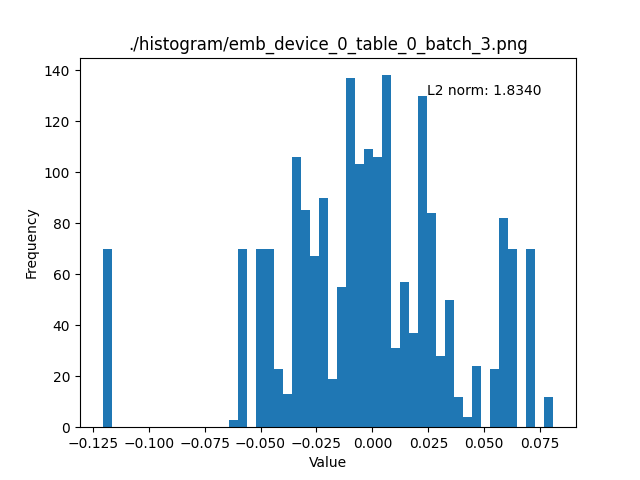 ./histogram/emb_device_0_table_0_batch_3.png
140
L2 norm: 1.8340
120
100
80
60
40
20
0
Frequency
−0.125 −0.100 −0.075 −0.050 −0.025 0.000 0.025 0.050 0.075
Value